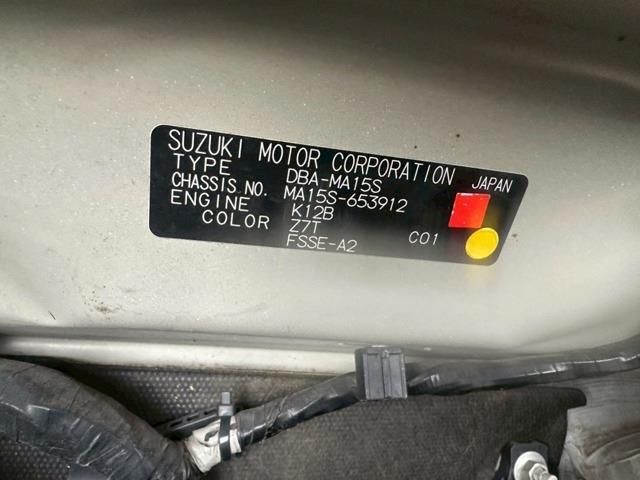 SUZUKI MOTOR CORPORATION JAPAN
TYPE DBA-MA15S
CHASSIS NO. MA15S-653912
ENGINE K12B
COLOR Z7T
FSSE-A2 C01